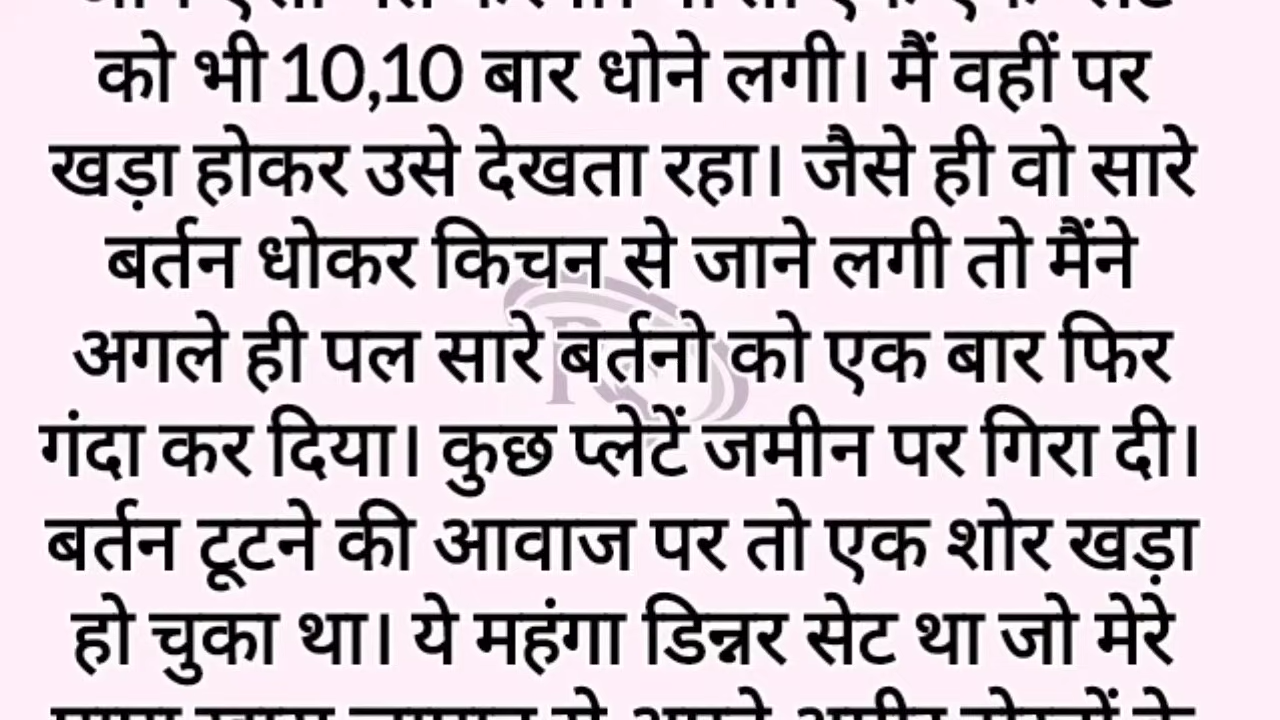 को भी 10,10 बार धोने लगी। मैं वहीं पर
खड़ा होकर उसे देखता रहा। जैसे ही वो सारे
बर्तन धोकर किचन से जाने लगी तो मैंने
अगले ही पल सारे बर्तनो को एक बार फिर
गंदा कर दिया। कुछ प्लेटें जमीन पर गिरा दी।
बर्तन टूटने की आवाज पर तो एक शोर खड़ा
हो चुका था। ये महंगा डिन्नर सेट था जो मेरे